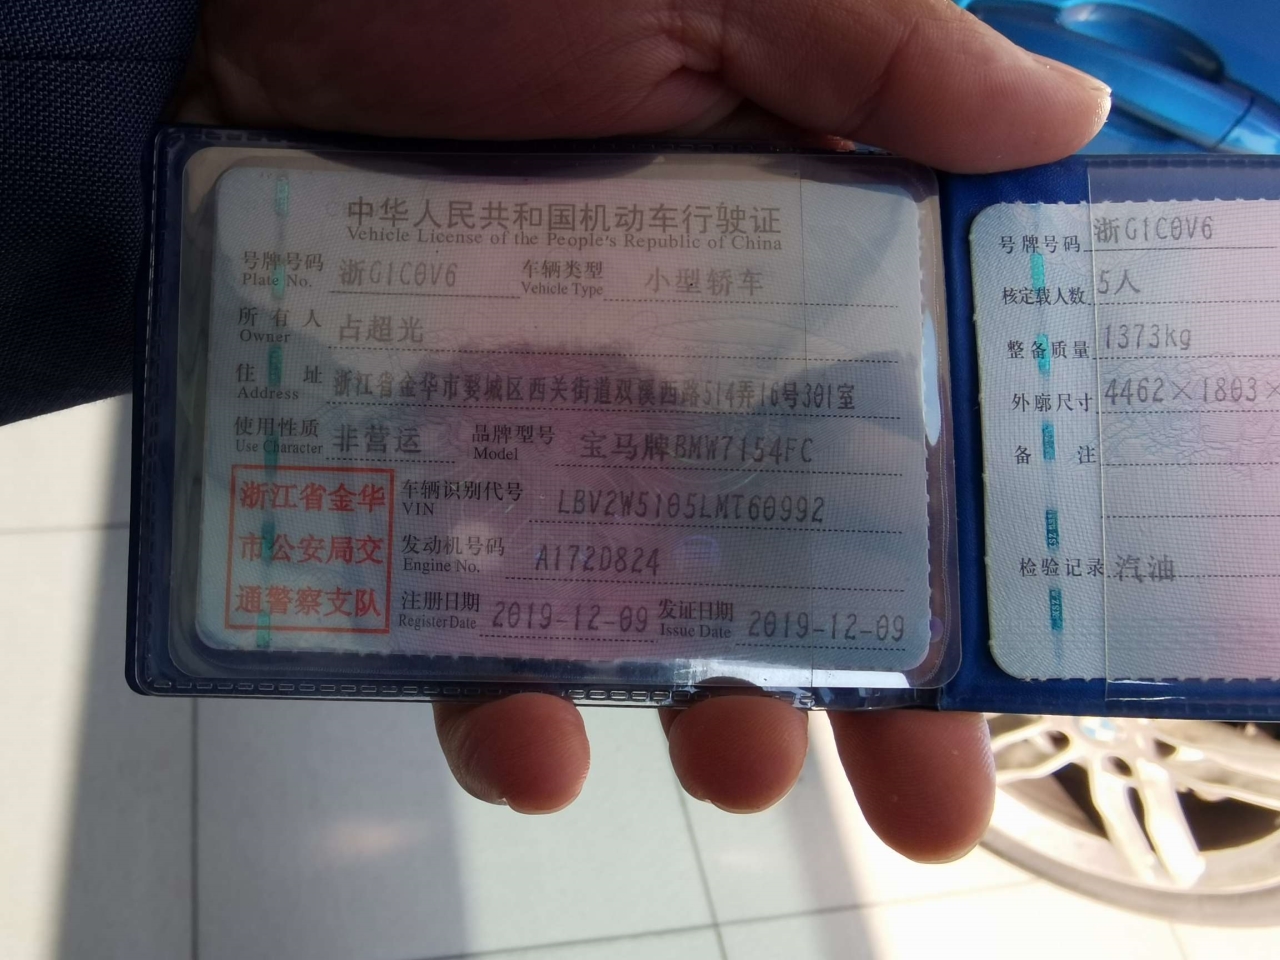 中华人民共和国机动车行驶证
Vehicle License of the People's Republic of China
号牌号码 浙G1C0V6 车辆类型 小型轿车
Plate No. Vehicle Type
所有人 占超光
Owner
住址 浙江省金华市婺城区西关街道双溪西路514弄16号301室
Address
使用性质 非营运 品牌型号 宝马牌BMW7154FC
Use Character Model
浙江省金华
市公安局交
通警察支队
车辆识别代号 LBV2W5105LMT60992
VIN
发动机号码 A172D824
Engine No.
注册日期 2019-12-09 发证日期 2019-12-09
Register Date Issue Date
号牌号码 浙G1C0V6
核定载人数 5人
整备质量 1373kg
外廓尺寸 4462×1803×
备注
检验记录 汽油